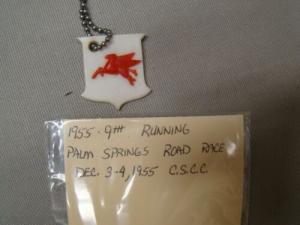 1955 - 9TH RUNNING
PALM SPRINGS ROAD RACE
DEC. 3-4, 1955 C.S.C.C.